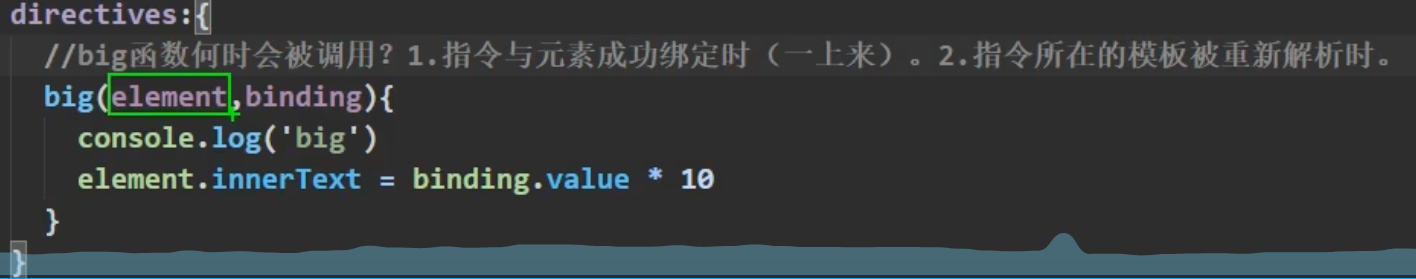 directives:{
//big函数何时会被调用？1.指令与元素成功绑定时（一上来）。2.指令所在的模板被重新解析时。
big(element,binding){
console.log('big')
element.innerText = binding.value * 10
}
}